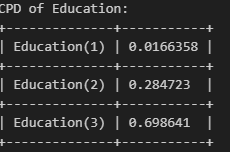 CPD of Education:
+--------------+-----------+
| Education(1) | 0.0166358 |
+--------------+-----------+
| Education(2) | 0.284723  |
+--------------+-----------+
| Education(3) | 0.698641  |
+--------------+-----------+